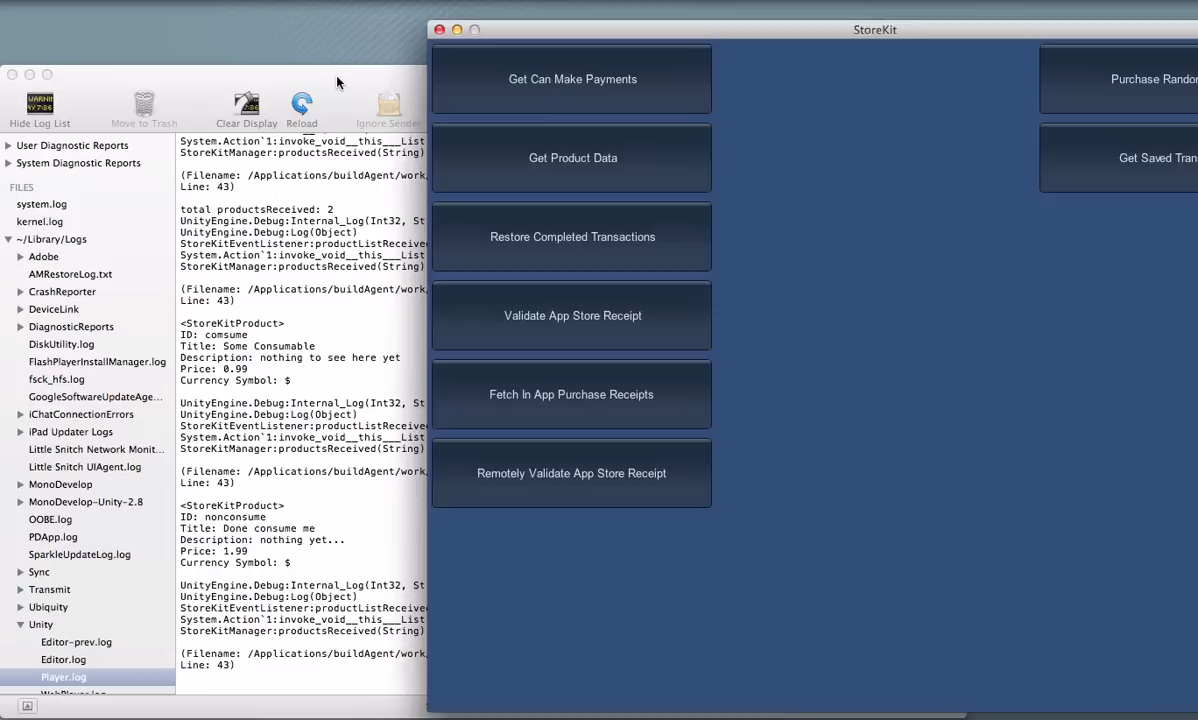 StoreKit
Get Can Make Payments
Get Product Data
Restore Completed Transactions
Validate App Store Receipt
Fetch In App Purchase Receipts
Remotely Validate App Store Receipt
Purchase Random
Get Saved Tran
WARNIN
AY 7:86
Hide Log List
Move to Trash
Clear Display
Reload
Ignore Sender
User Diagnostic Reports
System Diagnostic Reports
FILES
system.log
kernel.log
~/Library/Logs
Adobe
AMRestoreLog.txt
CrashReporter
DeviceLink
DiagnosticReports
DiskUtility.log
FlashPlayerInstallManager.log
fsck_hfs.log
GoogleSoftwareUpdateAge...
iChatConnectionErrors
iPad Updater Logs
Little Snitch Network Monit...
Little Snitch UIAgent.log
MonoDevelop
MonoDevelop-Unity-2.8
OOBE.log
PDApp.log
SparkleUpdateLog.log
Sync
Transmit
Ubiquity
Unity
Editor-prev.log
Editor.log
Player.log
WebPlayer.log
System.Action`1:invoke_void__this___List
StoreKitManager:productsReceived(String)
(Filename: /Applications/buildAgent/work/
Line: 43)
total productsReceived: 2
UnityEngine.Debug:Internal_Log(Int32, St
UnityEngine.Debug:Log(Object)
StoreKitEventListener:productListReceive
System.Action`1:invoke_void__this___List
StoreKitManager:productsReceived(String)
(Filename: /Applications/buildAgent/work/
Line: 43)
<StoreKitProduct>
ID: comsume
Title: Some Consumable
Description: nothing to see here yet
Price: 0.99
Currency Symbol: $
UnityEngine.Debug:Internal_Log(Int32, St
UnityEngine.Debug:Log(Object)
StoreKitEventListener:productListReceive
System.Action`1:invoke_void__this___List
StoreKitManager:productsReceived(String)
(Filename: /Applications/buildAgent/work/
Line: 43)
<StoreKitProduct>
ID: nonconsume
Title: Done consume me
Description: nothing yet...
Price: 1.99
Currency Symbol: $
UnityEngine.Debug:Internal_Log(Int32, St
UnityEngine.Debug:Log(Object)
StoreKitEventListener:productListReceive
System.Action`1:invoke_void__this___List
StoreKitManager:productsReceived(String)
(Filename: /Applications/buildAgent/work/
Line: 43)